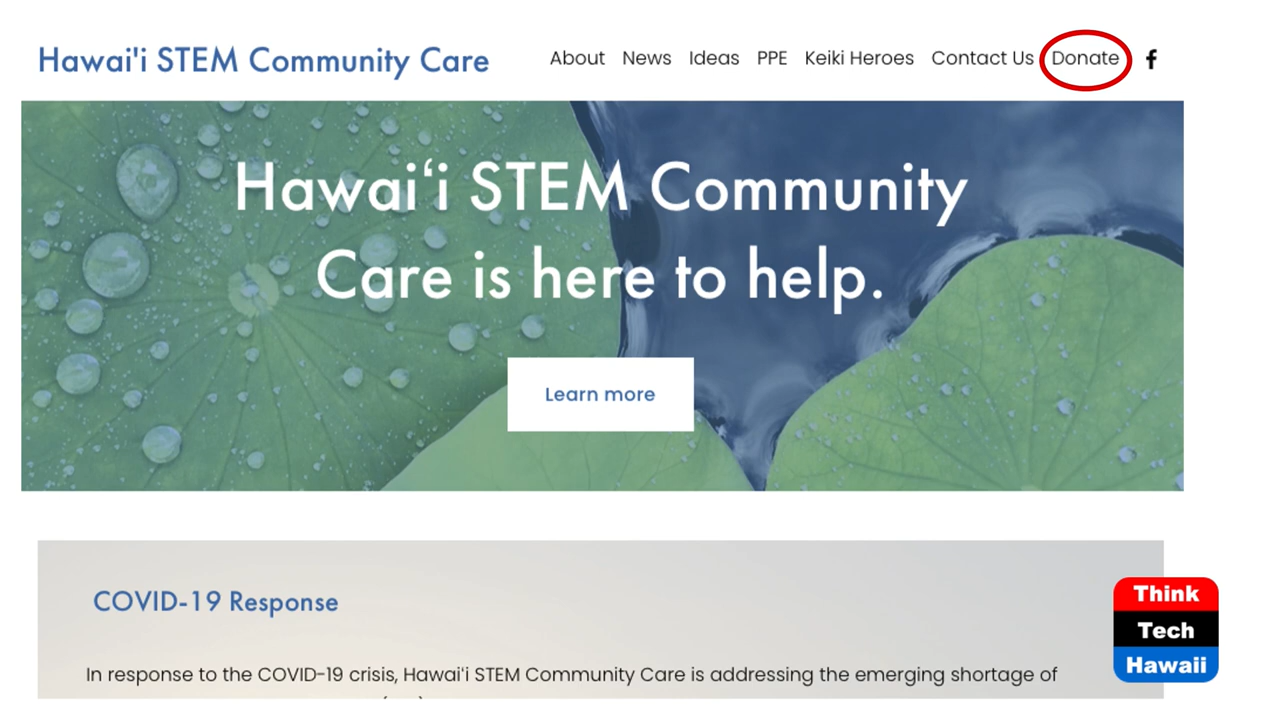 Hawai'i STEM Community Care
About News Ideas PPE Keiki Heroes Contact Us Donate f
Hawaiʻi STEM Community
Care is here to help.
Learn more
COVID-19 Response
In response to the COVID-19 crisis, Hawai'i STEM Community Care is addressing the emerging shortage of
Think
Tech
Hawaii